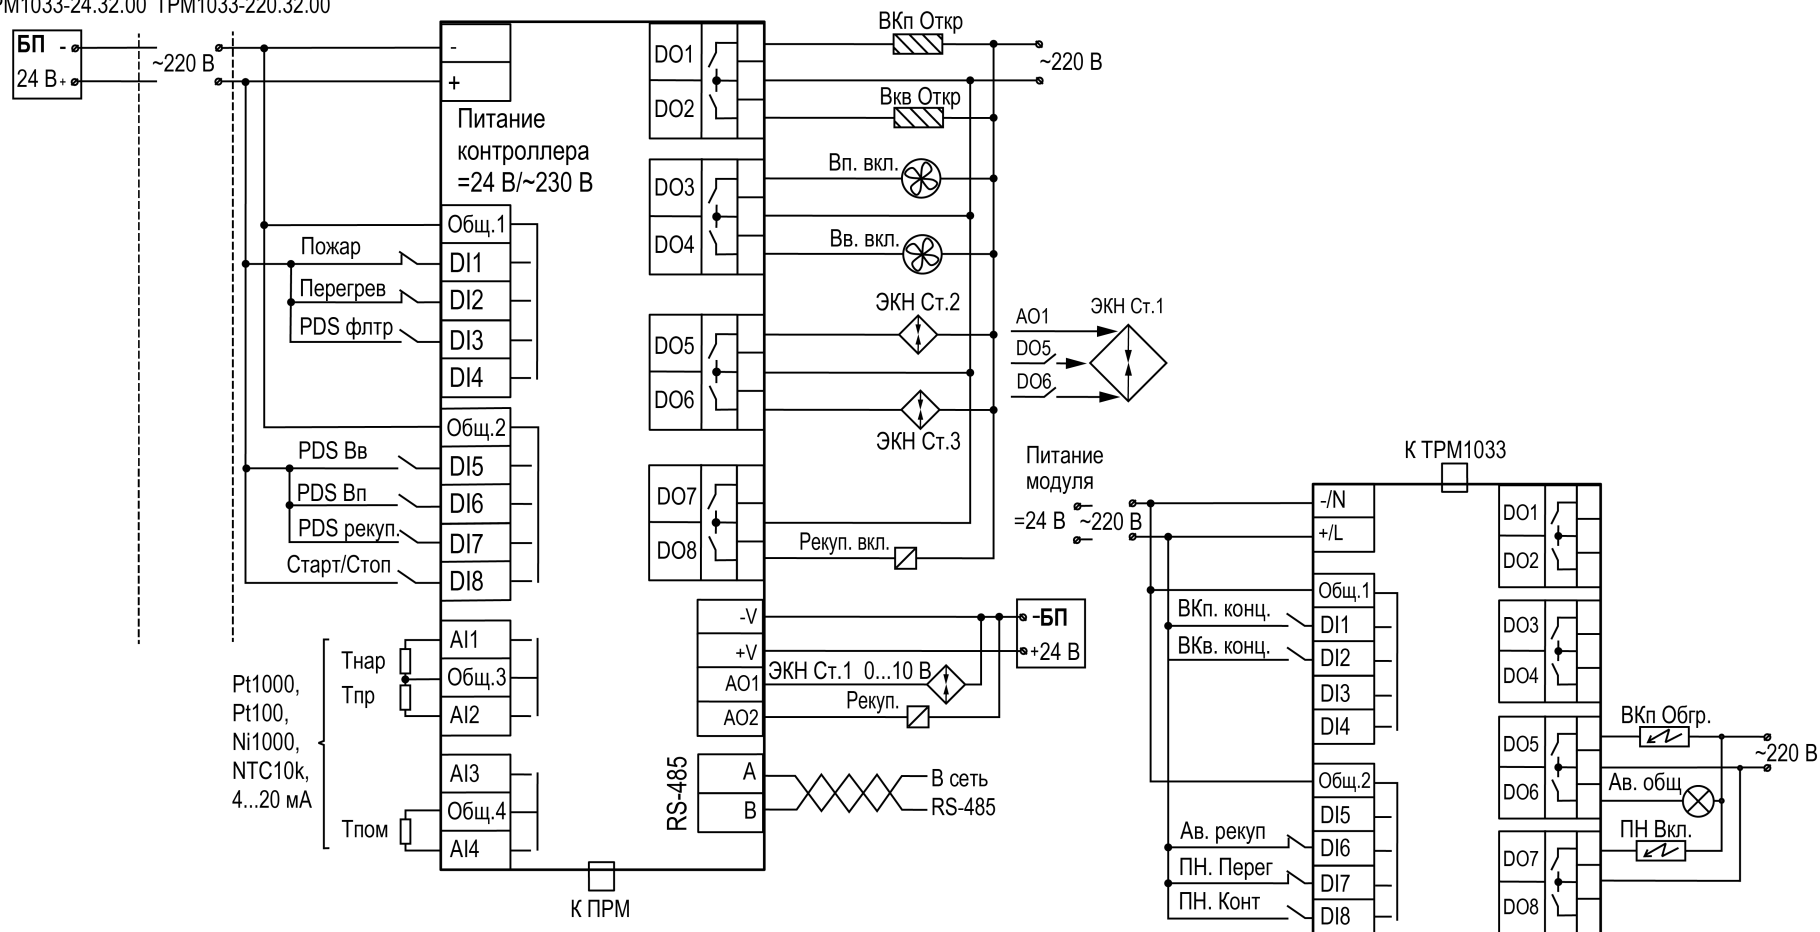 ТРМ1033-220.32.00
БП -
24 В +
~220 В
-
+
Питание
контроллера
=24 В/~230 В
Общ.1
Пожар
DI1
Перегрев
DI2
PDS флтр
DI3
DI4
Общ.2
PDS Вв
DI5
PDS Вп
DI6
PDS рекуп.
DI7
Старт/Стоп
DI8
AI1
Тнар
Общ.3
Тпр
AI2
Pt1000,
Pt100,
Ni1000,
NTC10k,
4...20 мА
AI3
Общ.4
Тпом
AI4
К ПРМ
DO1
DO2
ВКп Откр
~220 В
Вкв Откр
DO3
DO4
Вп. вкл.
Вв. вкл.
DO5
DO6
ЭКН Ст.2
ЭКН Ст.3
DO7
DO8
Рекуп. вкл.
-V
+V
AO1
AO2
-БП
+24 В
ЭКН Ст.1 0...10 В
Рекуп.
RS-485
A
B
В сеть
RS-485
AO1
DO5
DO6
ЭКН Ст.1
Питание
модуля
=24 В ~220 В
К ТРМ1033
-/N
+/L
Общ.1
ВКп. конц.
DI1
ВКв. конц.
DI2
DI3
DI4
Общ.2
DI5
Ав. рекуп
DI6
ПН. Перег
DI7
ПН. Конт
DI8
DO1
DO2
DO3
DO4
DO5
DO6
DO7
DO8
ВКп Обгр.
~220 В
Ав. общ
ПН Вкл.